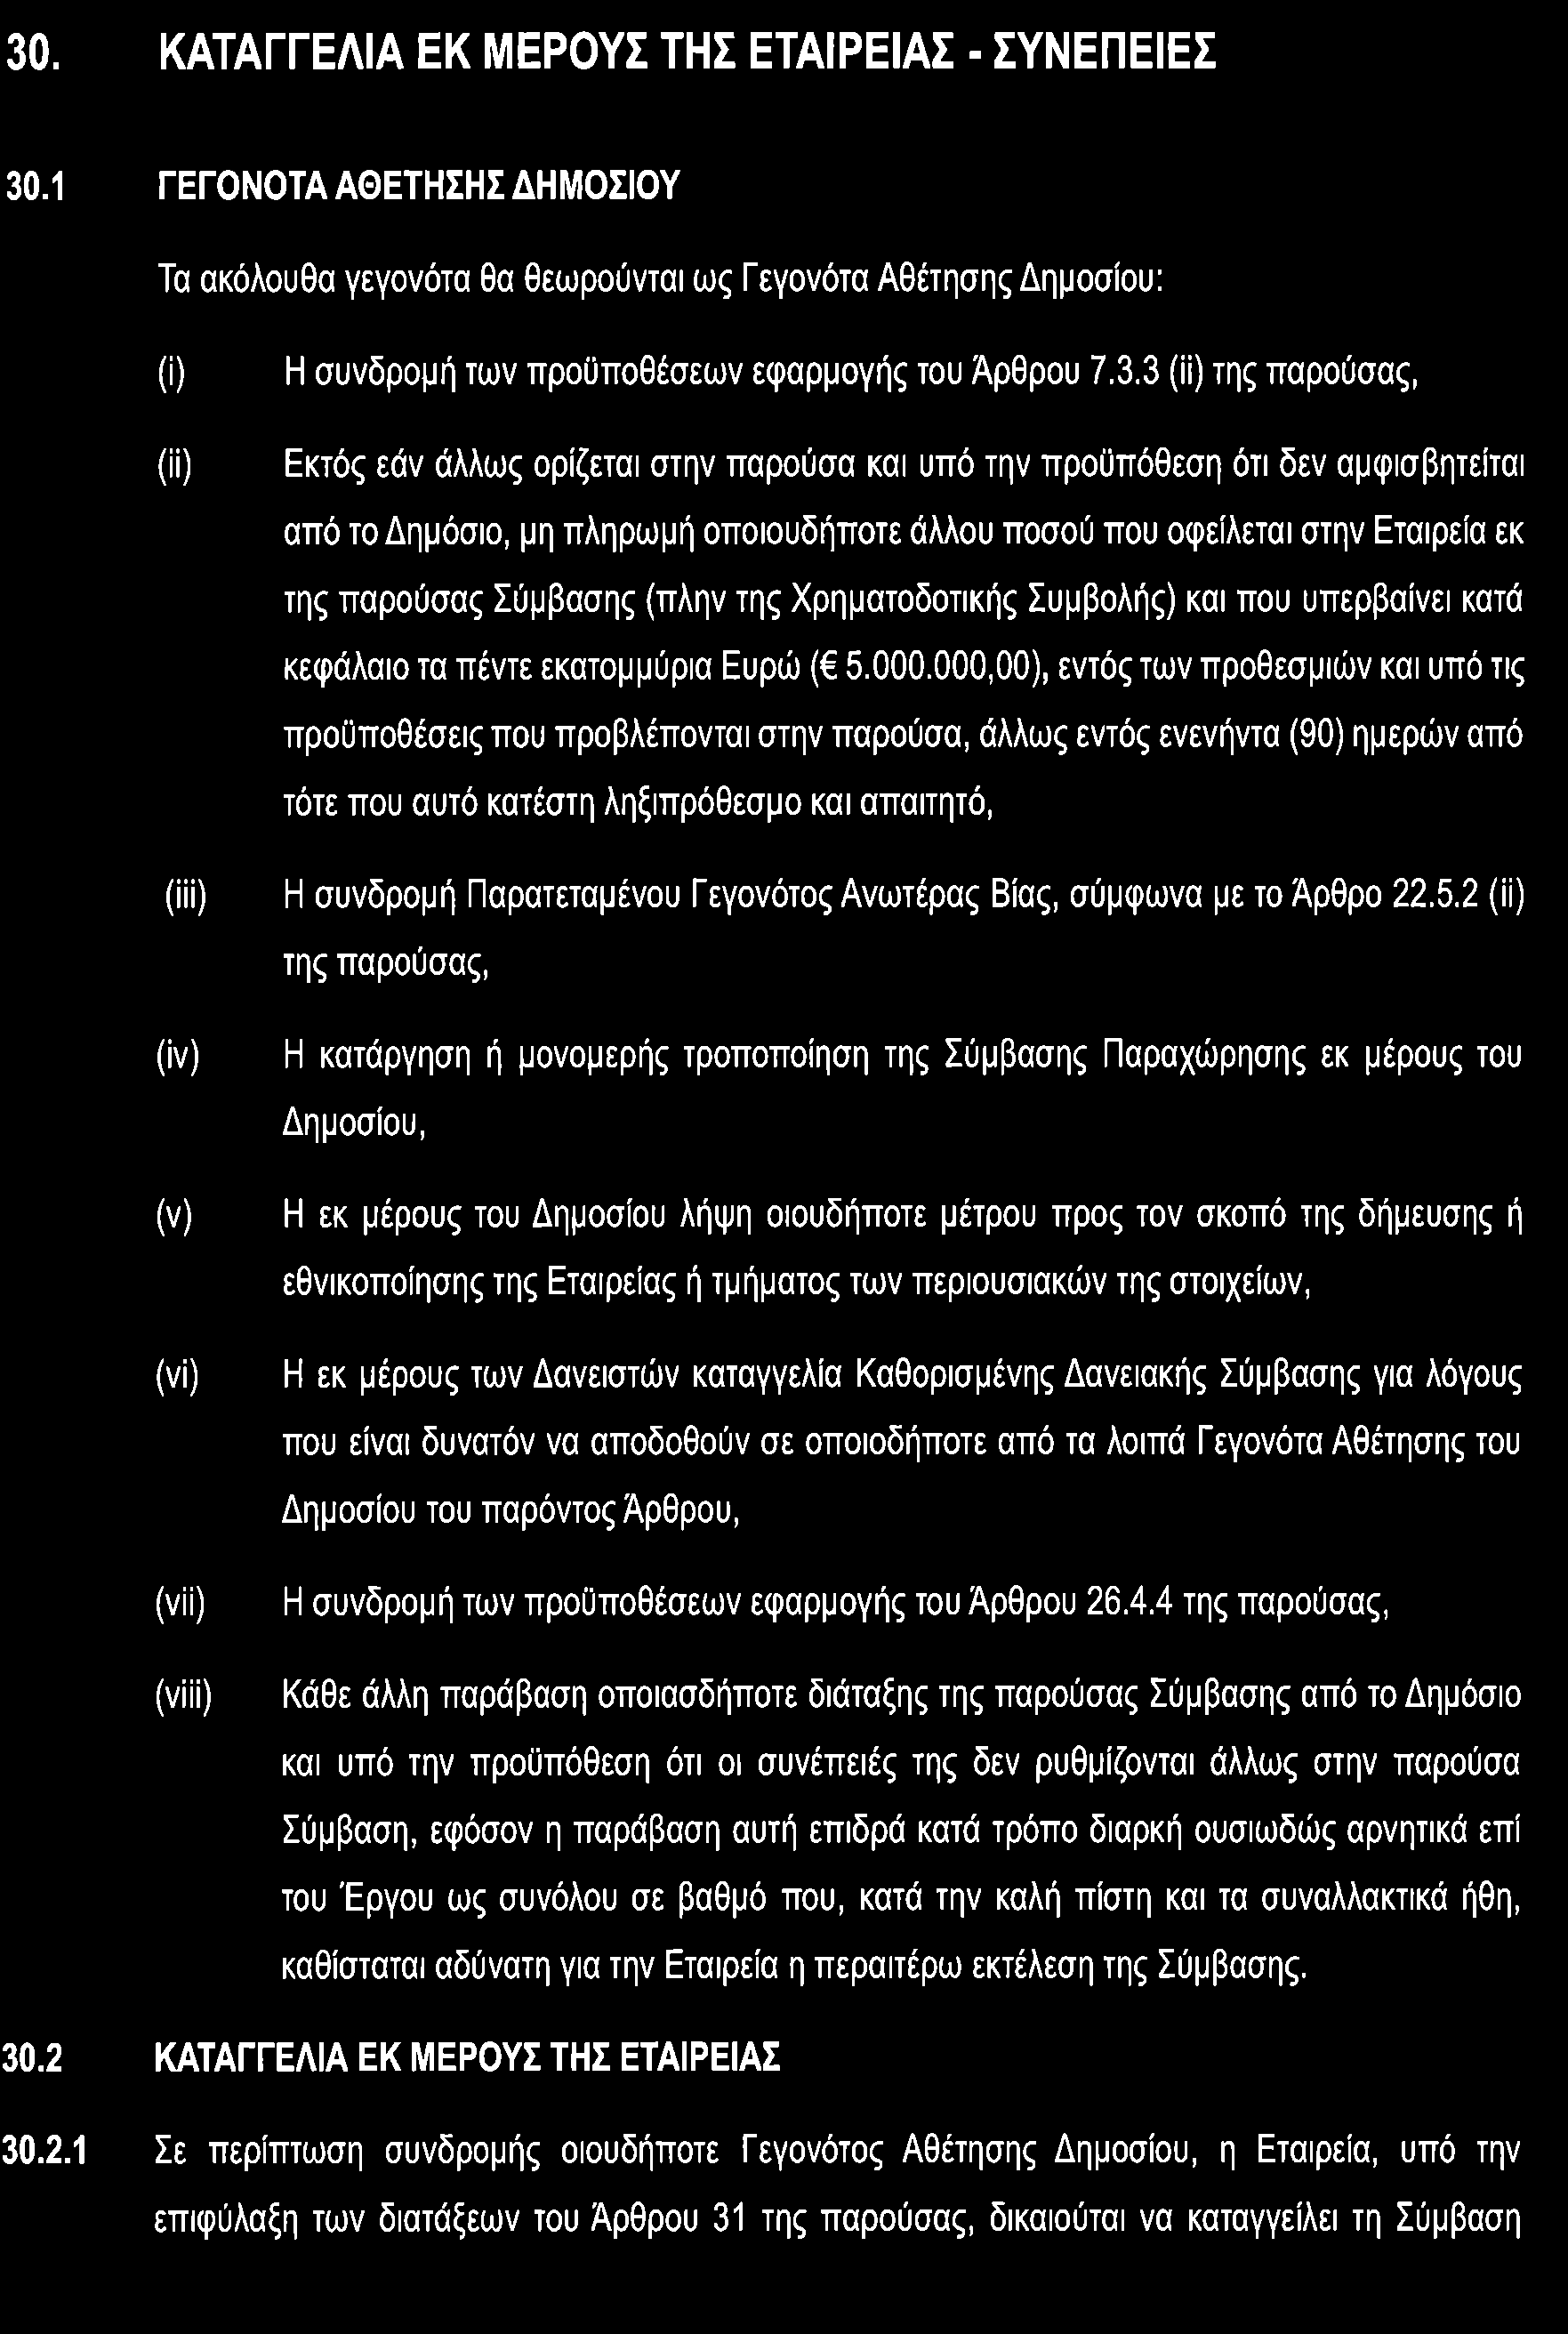 30. ΚΑΤΑΓΓΕΛΙΑ ΕΚ ΜΕΡΟΥΣ ΤΗΣ ΕΤΑΙΡΕΙΑΣ - ΣΥΝΕΠΕΙΕΣ
30.1 ΓΕΓΟΝΟΤΑ ΑΘΕΤΗΣΗΣ ΔΗΜΟΣΙΟΥ
Τα ακόλουθα γεγονότα θα θεωρούνται ως Γεγονότα Αθέτησης Δημοσίου:
(i) Η συνδρομή των προϋποθέσεων εφαρμογής του Άρθρου 7.3.3 (ii) της παρούσας,
(ii) Εκτός εάν άλλως ορίζεται στην παρούσα και υπό την προϋπόθεση ότι δεν αμφισβητείται
από το Δημόσιο, μη πληρωμή οποιουδήποτε άλλου ποσού που οφείλεται στην Εταιρεία εκ
της παρούσας Σύμβασης (πλην της Χρηματοδοτικής Συμβολής) και που υπερβαίνει κατά
κεφάλαιο τα πέντε εκατομμύρια Ευρώ (€ 5.000.000,00), εντός των προθεσμιών και υπό τις
προϋποθέσεις που προβλέπονται στην παρούσα, άλλως εντός ενενήντα (90) ημερών από
τότε που αυτό κατέστη ληξιπρόθεσμο και απαιτητό,
(iii) Η συνδρομή Παρατεταμένου Γεγονότος Ανωτέρας Βίας, σύμφωνα με το Άρθρο 22.5.2 (ii)
της παρούσας,
(iv) Η κατάργηση ή μονομερής τροποποίηση της Σύμβασης Παραχώρησης εκ μέρους του
Δημοσίου,
(v) Η εκ μέρους του Δημοσίου λήψη οιουδήποτε μέτρου προς τον σκοπό της δήμευσης ή
εθνικοποίησης της Εταιρείας ή τμήματος των περιουσιακών της στοιχείων,
(vi) Η εκ μέρους των Δανειστών καταγγελία Καθορισμένης Δανειακής Σύμβασης για λόγους
που είναι δυνατόν να αποδοθούν σε οποιοδήποτε από τα λοιπά Γεγονότα Αθέτησης του
Δημοσίου του παρόντος Άρθρου,
(vii) Η συνδρομή των προϋποθέσεων εφαρμογής του Άρθρου 26.4.4 της παρούσας,
(viii) Κάθε άλλη παράβαση οποιασδήποτε διάταξης της παρούσας Σύμβασης από το Δημόσιο
και υπό την προϋπόθεση ότι οι συνέπειές της δεν ρυθμίζονται άλλως στην παρούσα
Σύμβαση, εφόσον η παράβαση αυτή επιδρά κατά τρόπο διαρκή ουσιωδώς αρνητικά επί
του Έργου ως συνόλου σε βαθμό που, κατά την καλή πίστη και τα συναλλακτικά ήθη,
καθίσταται αδύνατη για την Εταιρεία η περαιτέρω εκτέλεση της Σύμβασης.
30.2 ΚΑΤΑΓΓΕΛΙΑ ΕΚ ΜΕΡΟΥΣ ΤΗΣ ΕΤΑΙΡΕΙΑΣ
30.2.1 Σε περίπτωση συνδρομής οιουδήποτε Γεγονότος Αθέτησης Δημοσίου, η Εταιρεία, υπό την
επιφύλαξη των διατάξεων του Άρθρου 31 της παρούσας, δικαιούται να καταγγείλει τη Σύμβαση